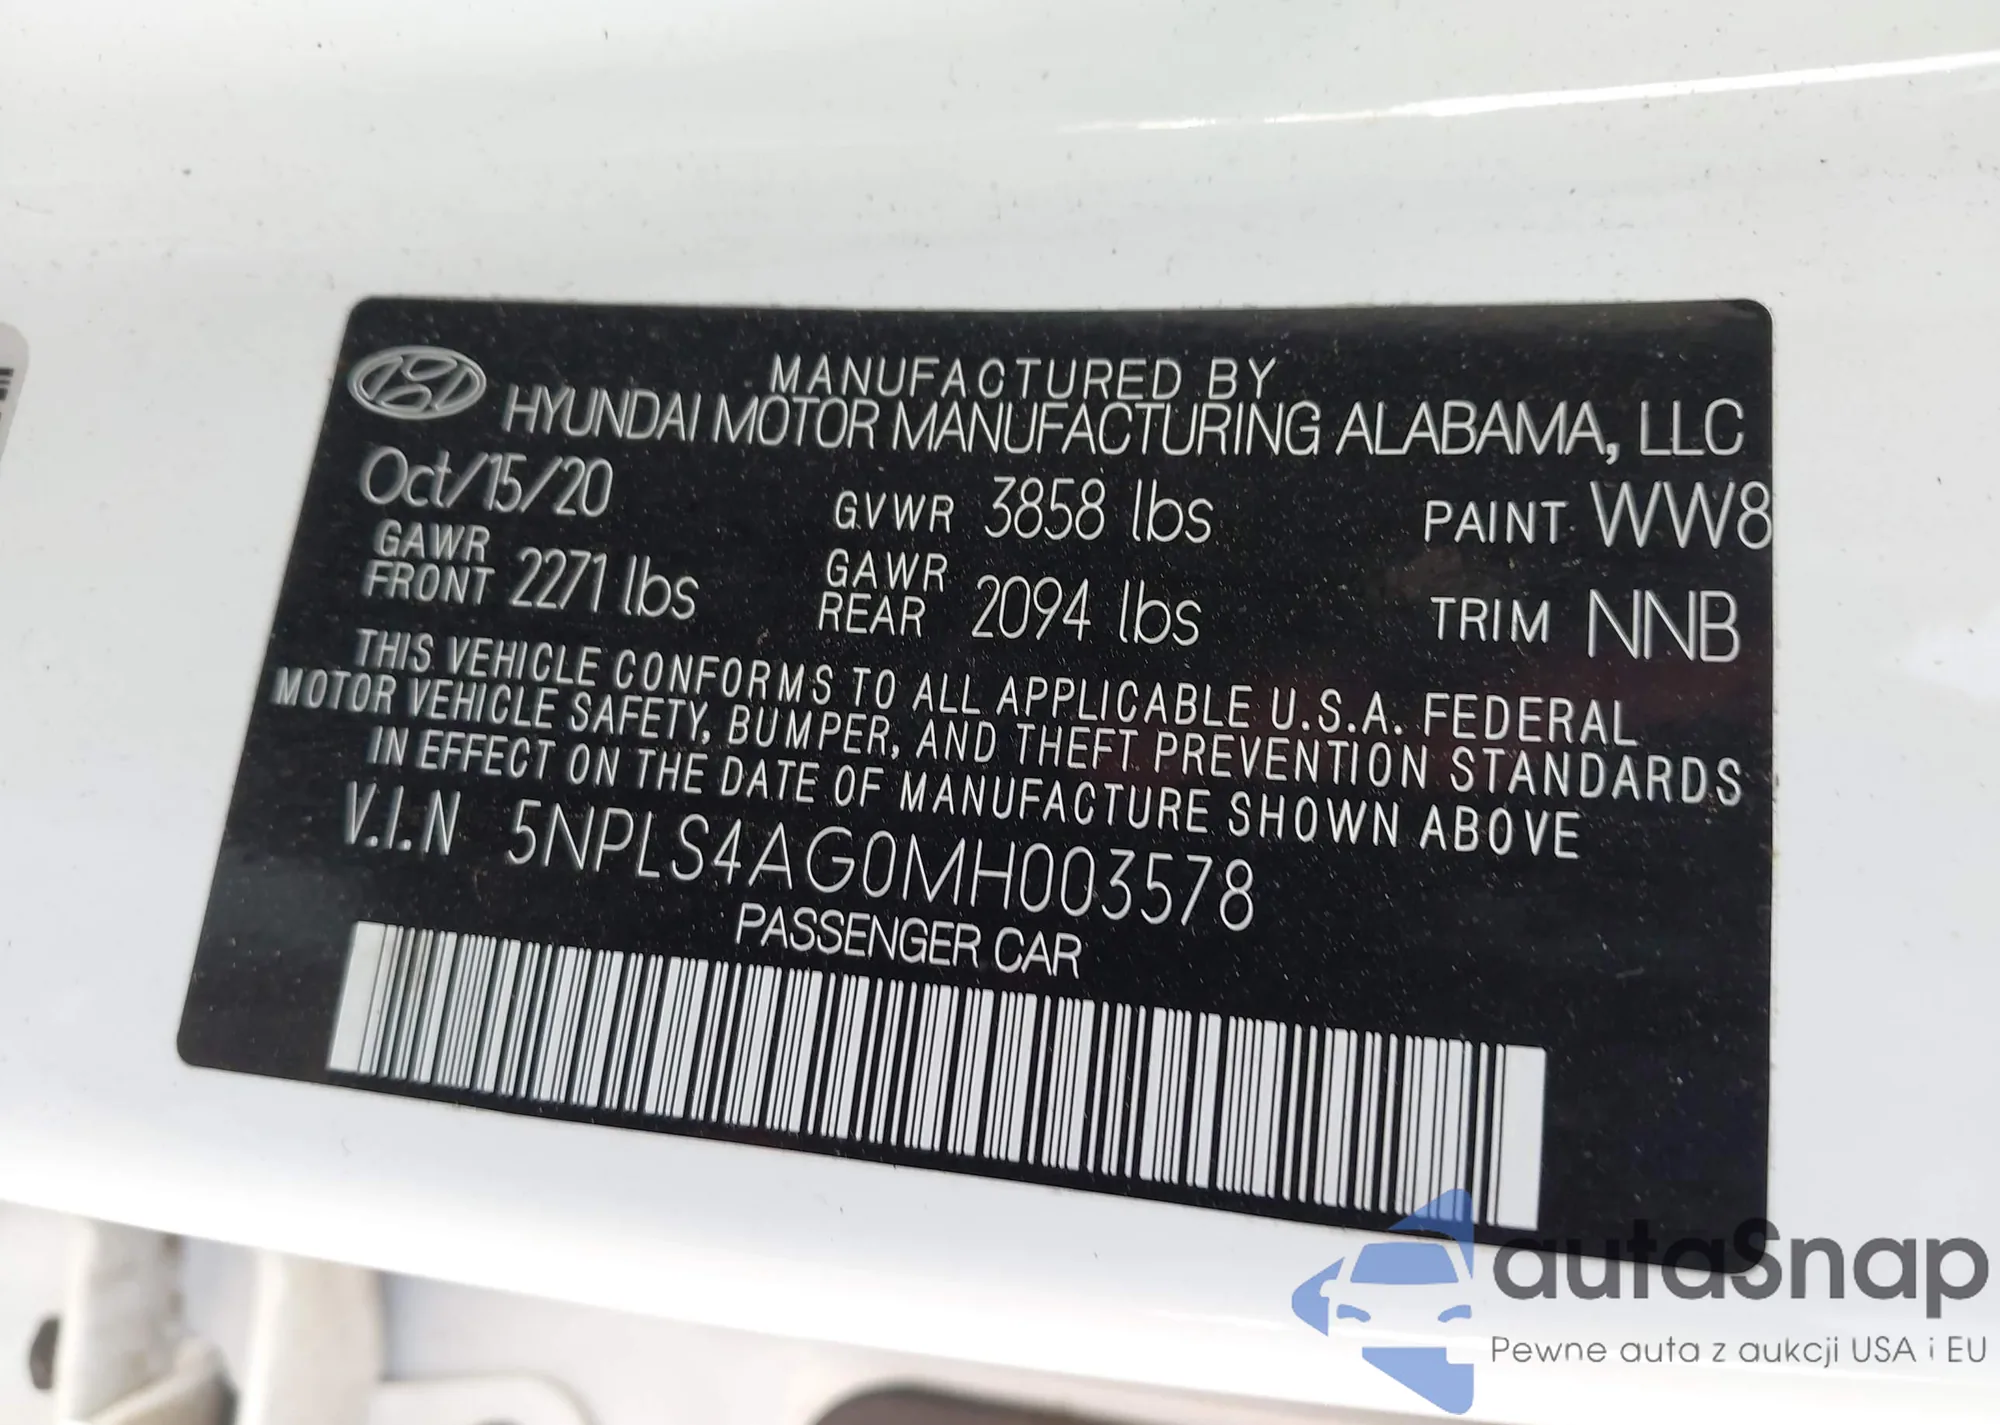 MANUFACTURED BY
HYUNDAI MOTOR MANUFACTURING ALABAMA, LLC
Oct/15/20 GVWR 3858 lbs PAINT WW8
GAWR FRONT 2271 lbs GAWR REAR 2094 lbs TRIM NNB
THIS VEHICLE CONFORMS TO ALL APPLICABLE U.S.A. FEDERAL
MOTOR VEHICLE SAFETY, BUMPER, AND THEFT PREVENTION STANDARDS
IN EFFECT ON THE DATE OF MANUFACTURE SHOWN ABOVE
V.I.N 5NPLS4AG0MH003578
PASSENGER CAR
autaSnap
Pewne auta z aukcji USA i EU